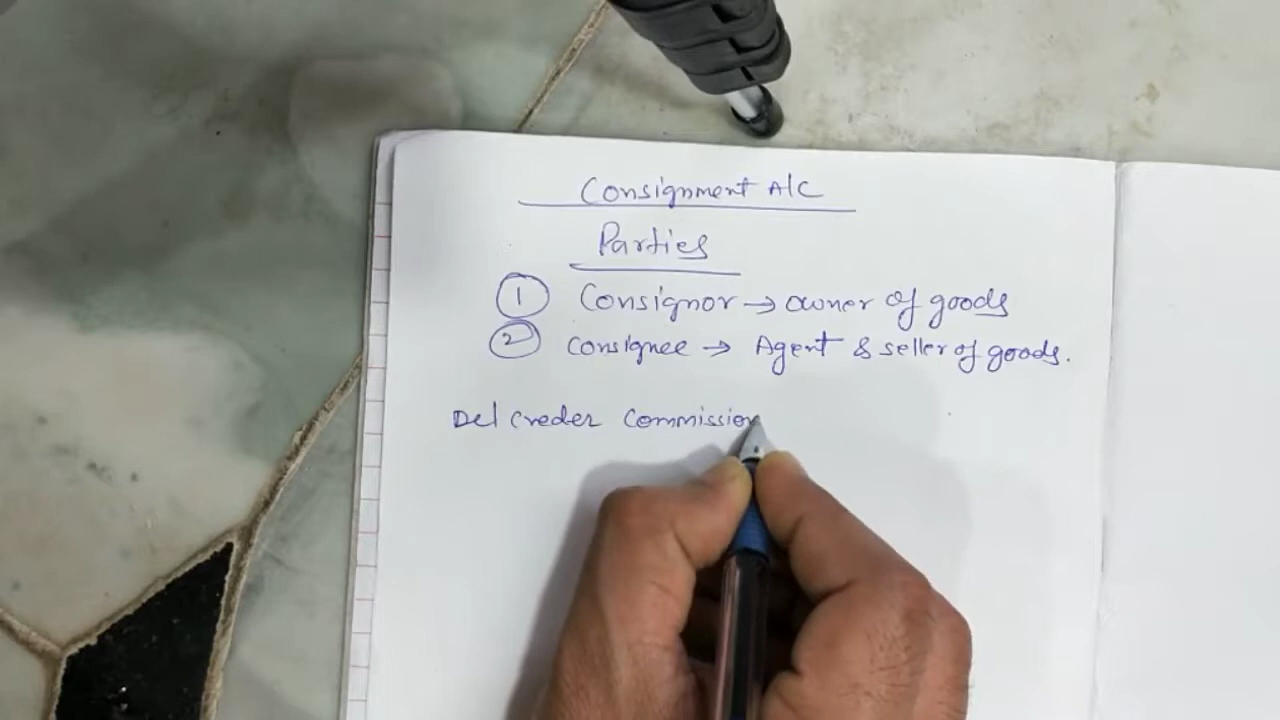 Consignment A/C
Parties
1 Consignor → owner of goods
2 Consignee → Agent & seller of goods.
Del Creder Commission